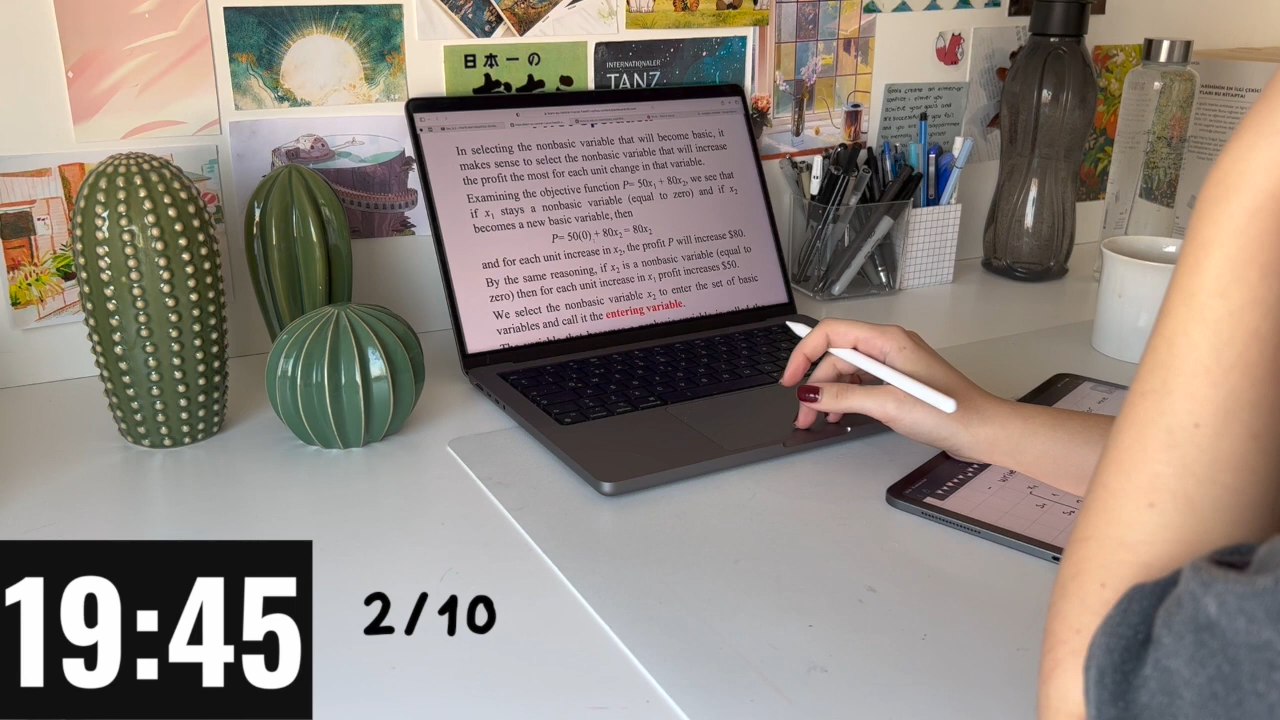 日本一の
INTERNATIONALER
TANZ
In selecting the nonbasic variable that will become basic, it
makes sense to select the nonbasic variable that will increase
the profit the most for each unit change in that variable.
Examining the objective function P= 50x₁ + 80x₂, we see that
if x₁ stays a nonbasic variable (equal to zero) and if x₂
becomes a new basic variable, then
P= 50(0) + 80x₂ = 80x₂
and for each unit increase in x₂, the profit P will increase $80.
By the same reasoning, if x₂ is a nonbasic variable (equal to
zero) then for each unit increase in x₁ profit increases $50.
We select the nonbasic variable x₂ to enter the set of basic
variables and call it the entering variable.
19:45
2/10